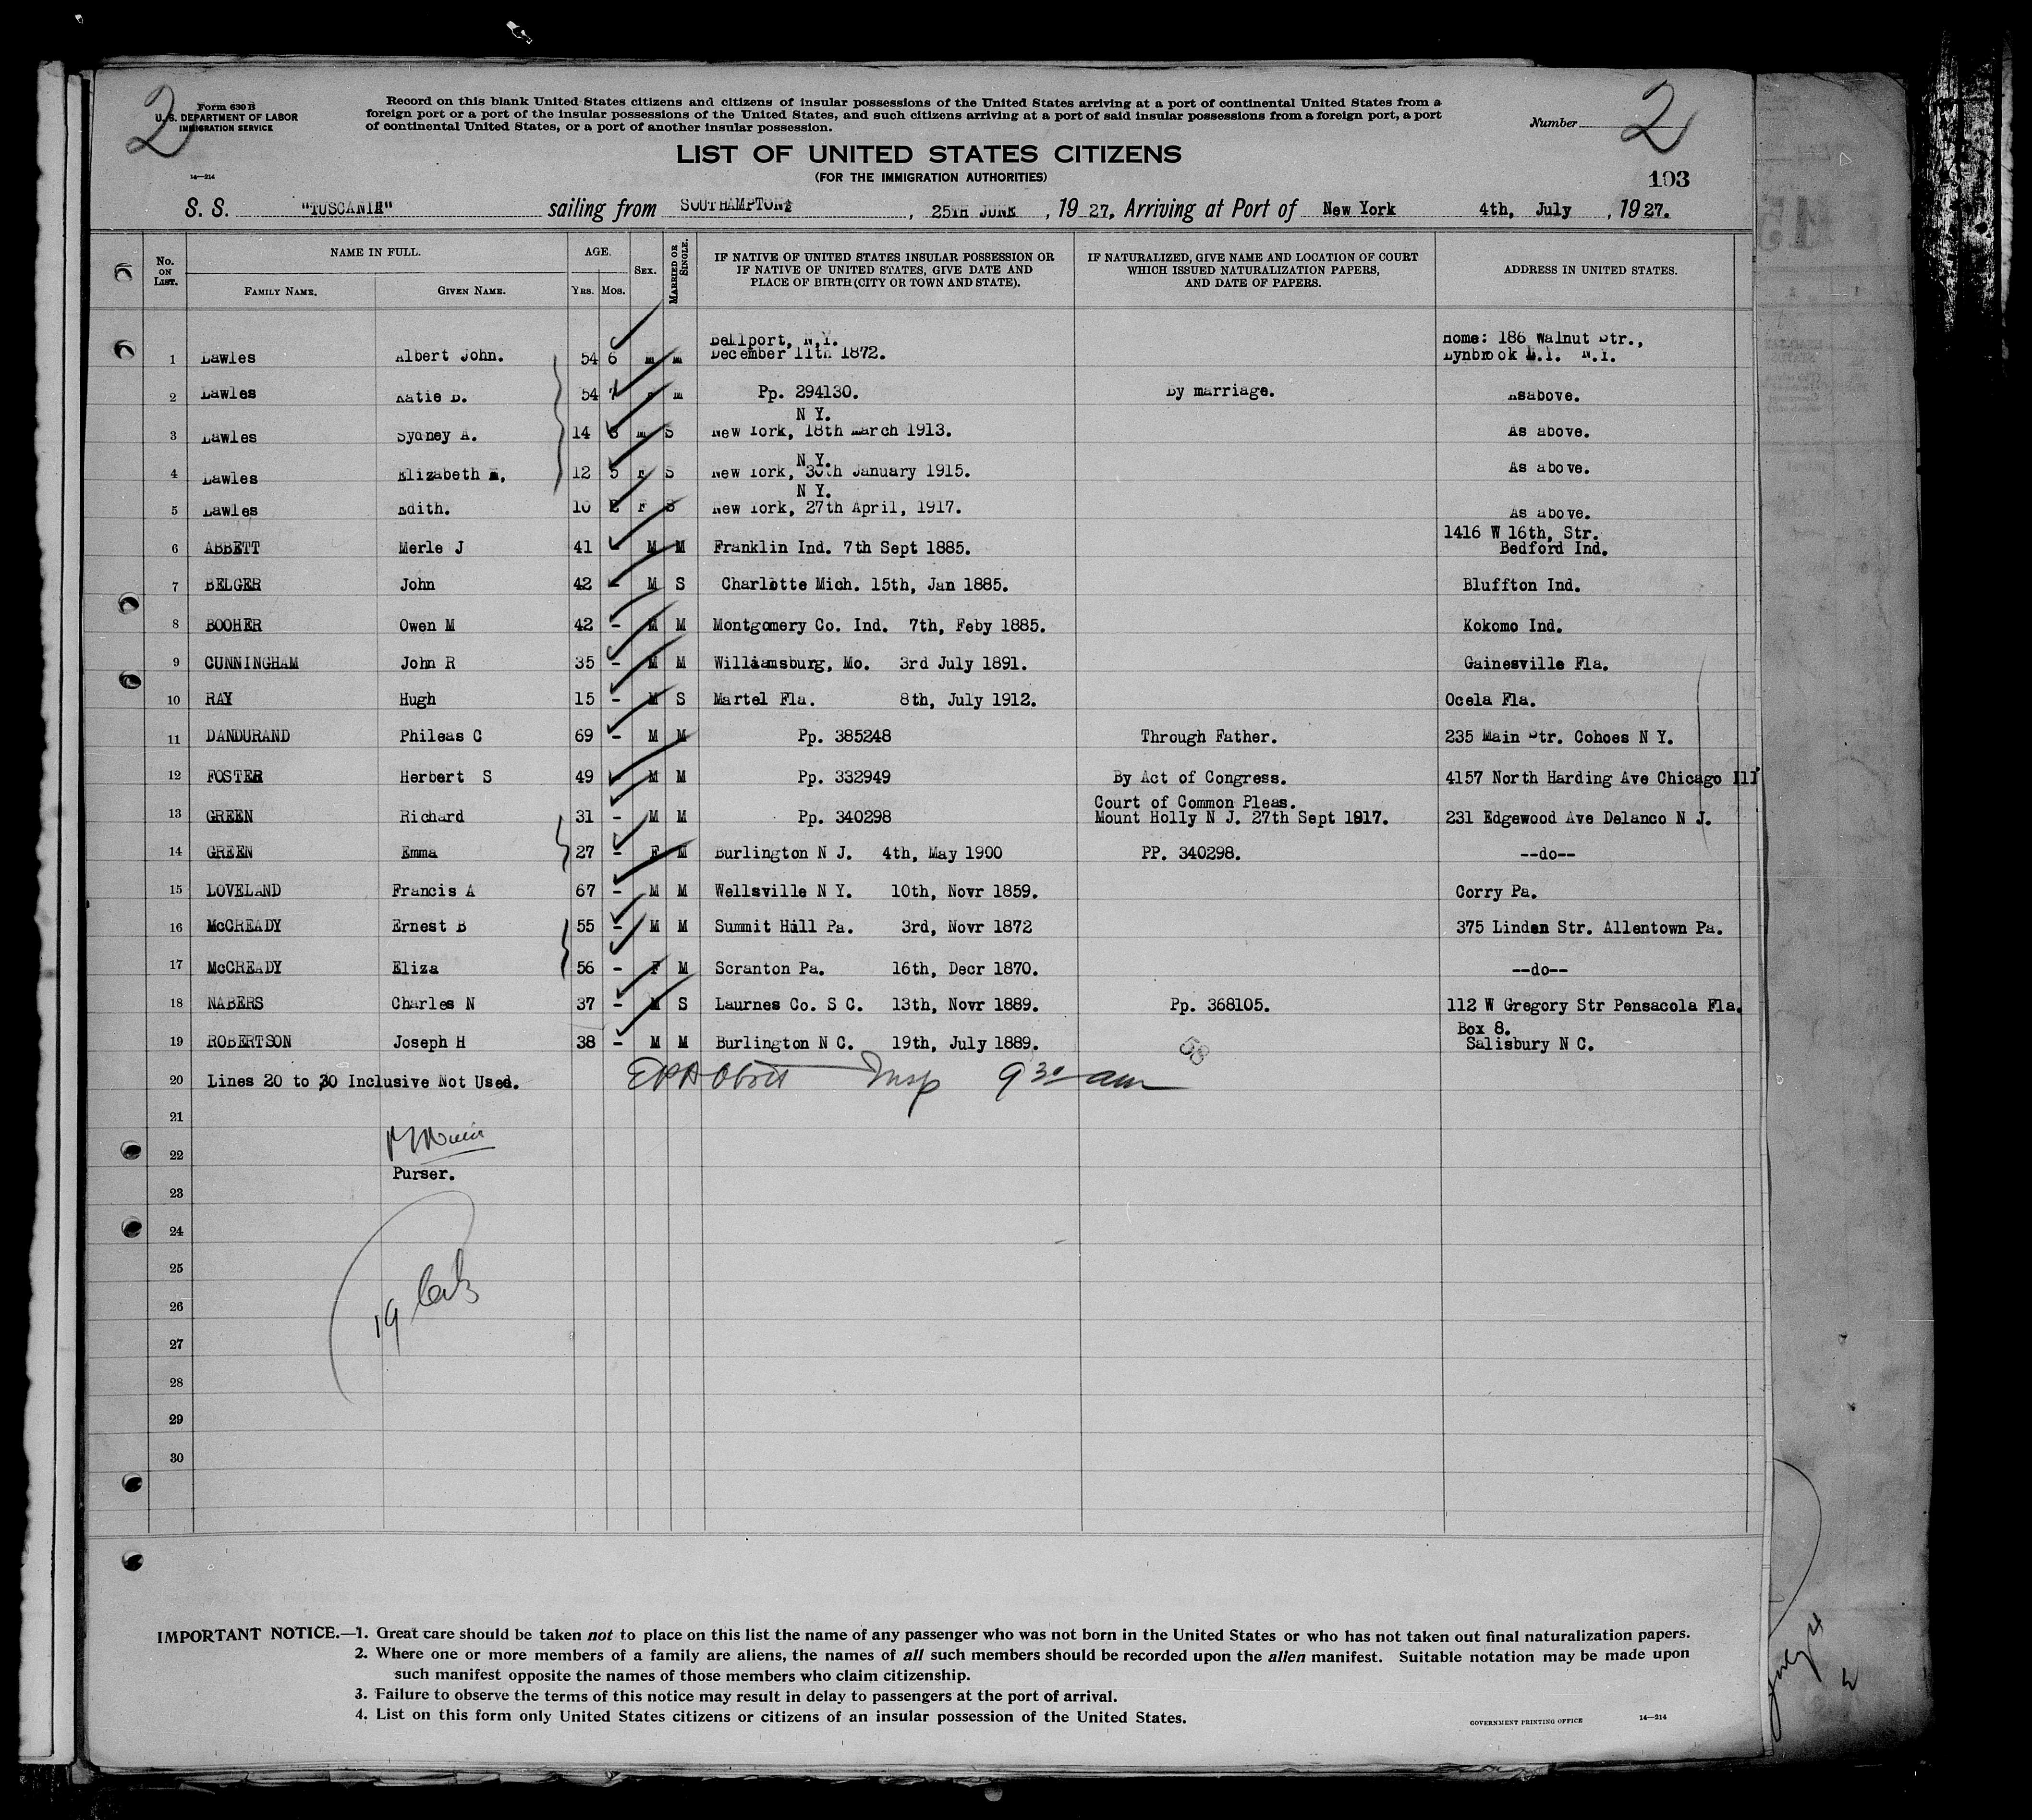 2
Form 630 B
U. S. DEPARTMENT OF LABOR
IMMIGRATION SERVICE
14—214
Record on this blank United States citizens and citizens of insular possessions of the United States arriving at a port of continental United States from a
foreign port or a port of the insular possessions of the United States, and such citizens arriving at a port of said insular possessions from a foreign port, a port
of continental United States, or a port of another insular possession.
Number 2
LIST OF UNITED STATES CITIZENS
(FOR THE IMMIGRATION AUTHORITIES)
193
S. S. "TUSCANIA" sailing from SOUTHAMPTON, 25TH JUNE, 1927, Arriving at Port of New York 4th, July, 1927.
No. ON LIST. NAME IN FULL. FAMILY NAME. GIVEN NAME. AGE. YRS. MOS. SEX. MARRIED OR SINGLE. IF NATIVE OF UNITED STATES INSULAR POSSESSION OR IF NATIVE OF UNITED STATES, GIVE DATE AND PLACE OF BIRTH (CITY OR TOWN AND STATE). IF NATURALIZED, GIVE NAME AND LOCATION OF COURT WHICH ISSUED NATURALIZATION PAPERS, AND DATE OF PAPERS. ADDRESS IN UNITED STATES.
Bellport, N.Y. Home: 186 Walnut Str.,
1 Lawles Albert John. 54 6 m m December 11th 1872. Lynbrook L.I. N.Y.
2 Lawles Katie B. 54 m Pp. 294130. By marriage. Asabove.
N Y.
3 Lawles Sydney A. 14 3 m S New York, 18th March 1913. As above.
N Y.
4 Lawles Elizabeth 12 5 F S New York, 30th January 1915. As above.
N Y.
5 Lawles Edith. 10 2 F S New York, 27th April, 1917. As above.
1416 W 16th, Str.
6 ABBETT Merle J 41 - M M Franklin Ind. 7th Sept 1885. Bedford Ind.
7 BELGER John 42 - M S Charlotte Mich. 15th, Jan 1885. Bluffton Ind.
8 BOOHER Owen M 42 - M M Montgomery Co. Ind. 7th, Feby 1885. Kokomo Ind.
9 CUNNINGHAM John R 35 - M M Williamsburg, Mo. 3rd July 1891. Gainesville Fla.
10 RAY Hugh 15 - M S Martel Fla. 8th, July 1912. Ocela Fla.
11 DANDURAND Phileas C 69 - M M Pp. 385248 Through Father. 235 Main Str. Cohoes N Y.
12 FOSTER Herbert S 49 - M M Pp. 332949 By Act of Congress. 4157 North Harding Ave Chicago Ill
Court of Common Pleas.
13 GREEN Richard 31 - M M Pp. 340298 Mount Holly N J. 27th Sept 1917. 231 Edgewood Ave Delanco N J.
14 GREEN Emma 27 - F M Burlington N J. 4th, May 1900 PP. 340298. --do--
15 LOVELAND Francis A 67 - M M Wellsville N Y. 10th, Novr 1859. Corry Pa.
16 McCREADY Ernest B 55 - M M Summit Hill Pa. 3rd, Novr 1872 375 Linden Str. Allentown Pa.
17 McCREADY Eliza 56 - F M Scranton Pa. 16th, Decr 1870. --do--
18 NABERS Charles N 37 - M S Laurnes Co. S C. 13th, Novr 1889. Pp. 368105. 112 W Gregory Str Pensacola Fla.
Box 8.
19 ROBERTSON Joseph H 38 - M M Burlington N C. 19th, July 1889. Salisbury N C.
58
20 Lines 20 to 30 Inclusive Not Used. Insp 9 30 am
21
22
Purser.
23
24
25
26
19
27
28
29
30
IMPORTANT NOTICE.—1. Great care should be taken not to place on this list the name of any passenger who was not born in the United States or who has not taken out final naturalization papers.
2. Where one or more members of a family are aliens, the names of all such members should be recorded upon the alien manifest. Suitable notation may be made upon
such manifest opposite the names of those members who claim citizenship.
3. Failure to observe the terms of this notice may result in delay to passengers at the port of arrival.
4. List on this form only United States citizens or citizens of an insular possession of the United States.
GOVERNMENT PRINTING OFFICE 14—214
July 4